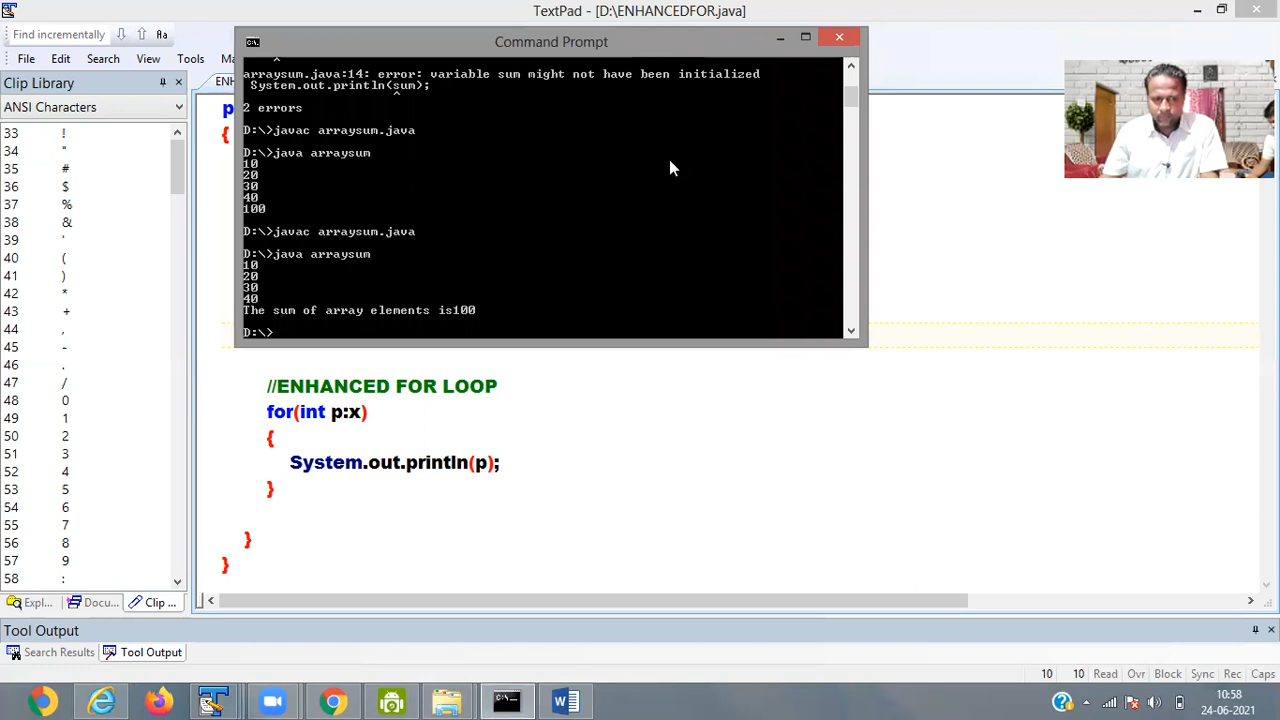 TextPad - [D:\ENHANCEDFOR.java]
Find incrementally
Aa
Command Prompt
File Edit Search View Tools Ma
Clip Library
ANSI Characters
EN
arraysum.java:14: error: variable sum might not have been initialized
System.out.println(sum);
^
2 errors
D:\>javac arraysum.java
D:\>java arraysum
10
20
30
40
100
D:\>javac arraysum.java
D:\>java arraysum
10
20
30
40
The sum of array elements is100
D:\>
33 !
34 "
35 #
36 $
37 %
38 &
39 '
40 (
41 )
42 *
43 +
44 ,
45 -
46 .
47 /
48 0
49 1
50 2
51 3
52 4
53 5
54 6
55 7
56 8
57 9
58 :
p
{
//ENHANCED FOR LOOP
for(int p:x)
{
System.out.println(p);
}
}
}
Expl... Docu... Clip ...
Tool Output
Search Results Tool Output
10 10 Read Ovr Block Sync Rec Caps
10:58
24-06-2021